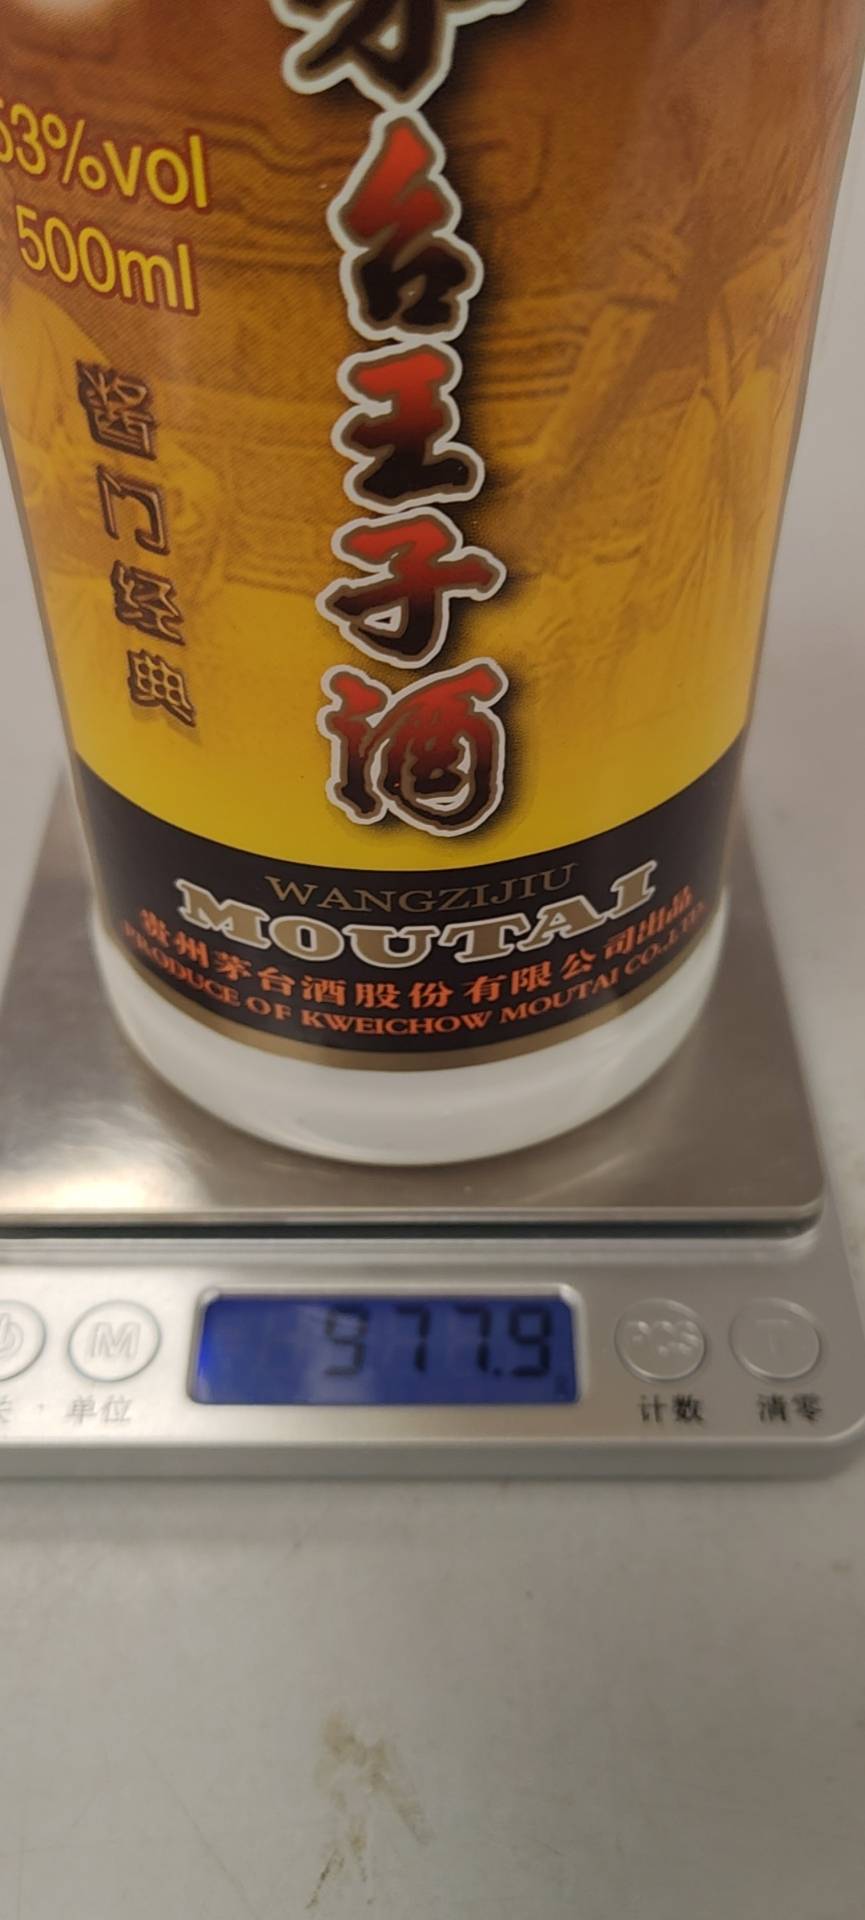 53%vol
500ml
茅台王子酒
酱门经典
WANGZIJIU
MOUTAI
贵州茅台酒股份有限公司出品
PRODUCE OF KWEICHOW MOUTAI CO.,LTD.
977.9
M
单位
计数
T
清零